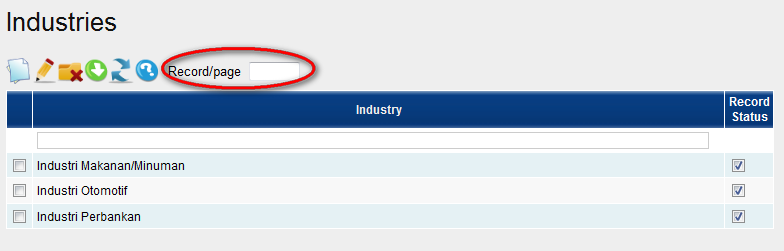 Industries
Record/page
Industry
Record Status
Industri Makanan/Minuman
Industri Otomotif
Industri Perbankan